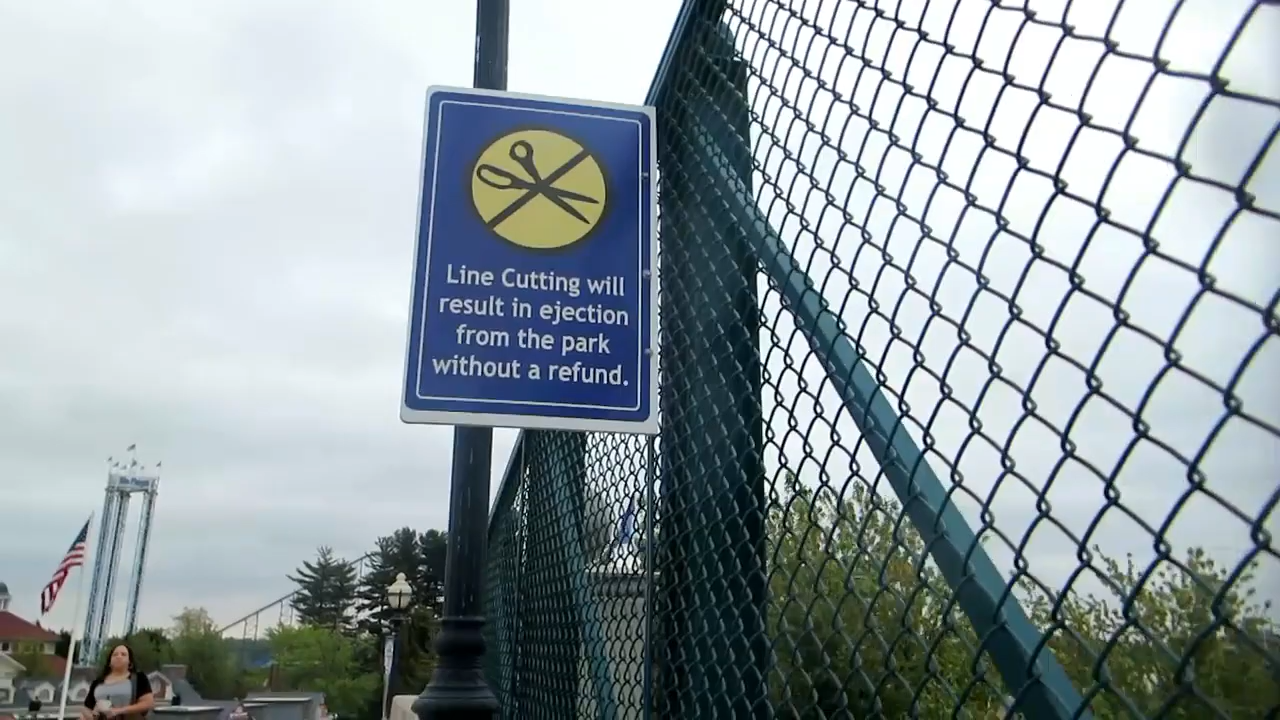 Line Cutting will
result in ejection
from the park
without a refund.